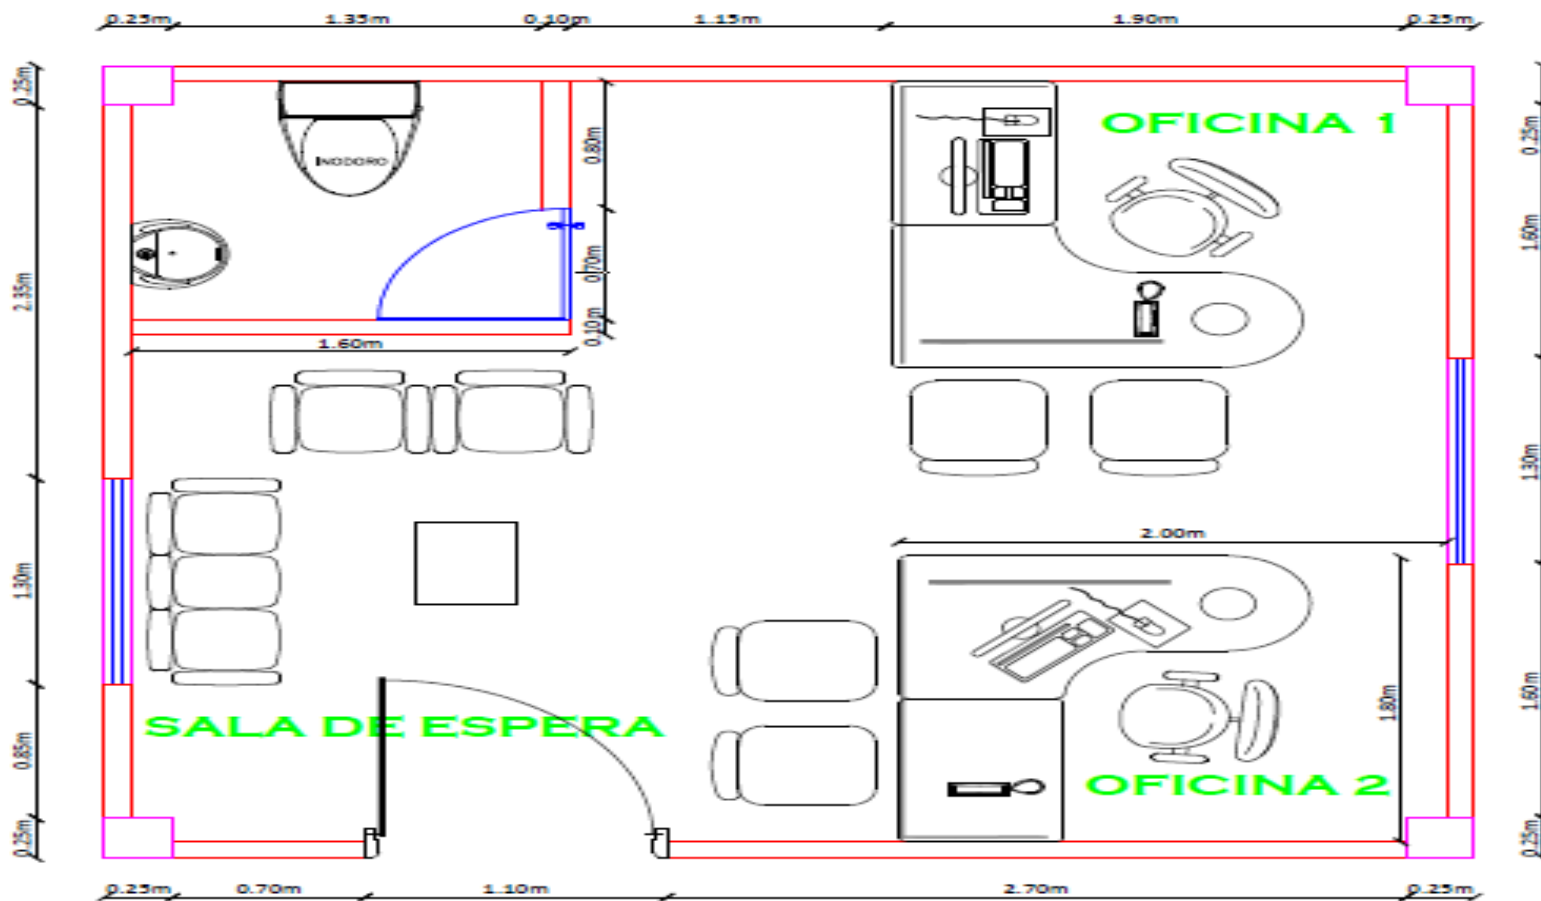 0.25m 1.35m 0.10m 1.15m 1.90m 0.25m
0.25m
OFICINA 1
0.25m
0.80m
INODORO
1.60m
0.70m
2.35m
0.10m
1.60m
1.30m
2.00m
1.30m
1.80m
1.60m
SALA DE ESPERA
0.85m
OFICINA 2
0.25m
0.25m
0.25m 0.70m 1.10m 2.70m 0.25m